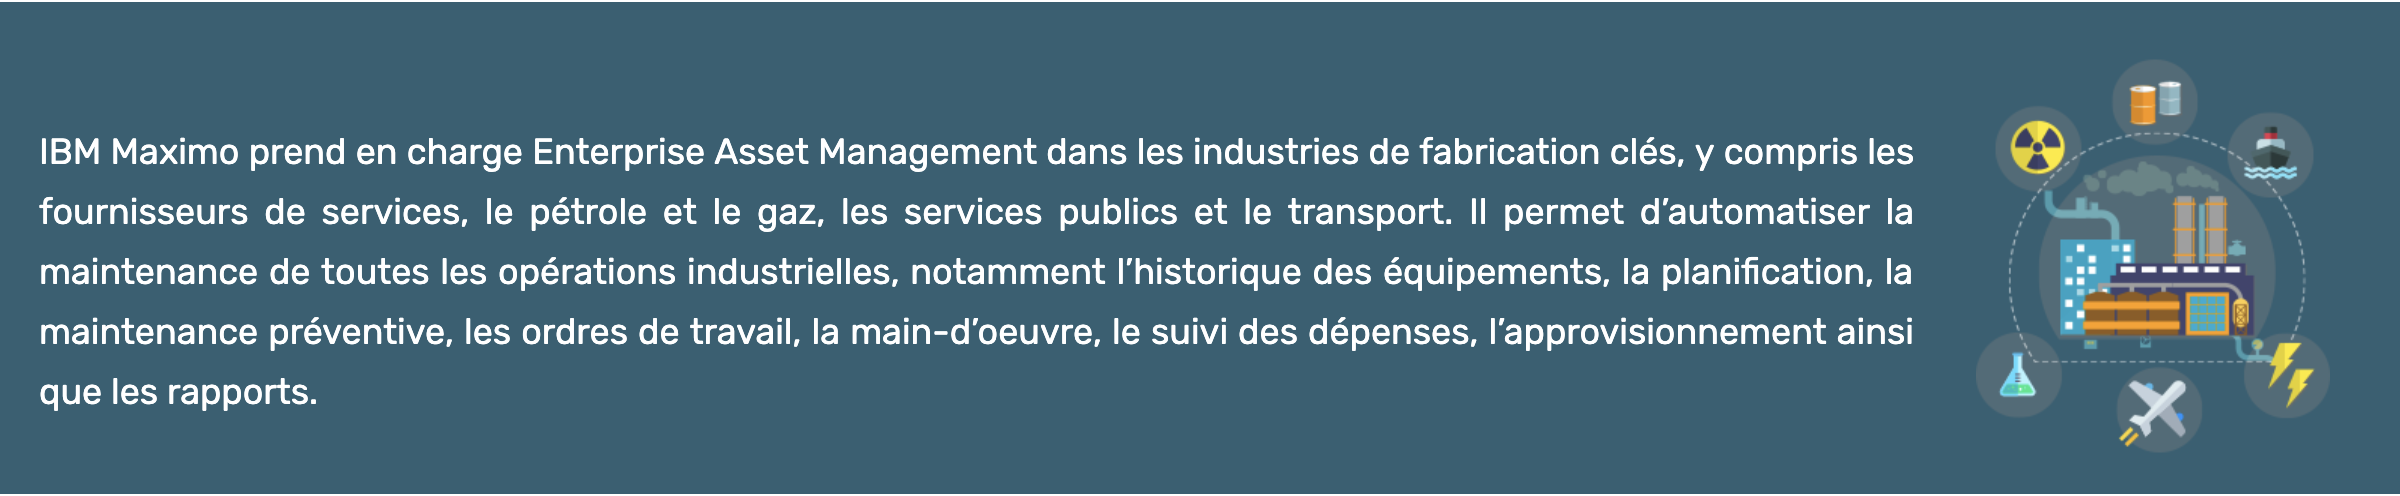 IBM Maximo prend en charge Enterprise Asset Management dans les industries de fabrication clés, y compris les
fournisseurs de services, le pétrole et le gaz, les services publics et le transport. Il permet d’automatiser la
maintenance de toutes les opérations industrielles, notamment l’historique des équipements, la planification, la
maintenance préventive, les ordres de travail, la main-d’oeuvre, le suivi des dépenses, l’approvisionnement ainsi
que les rapports.